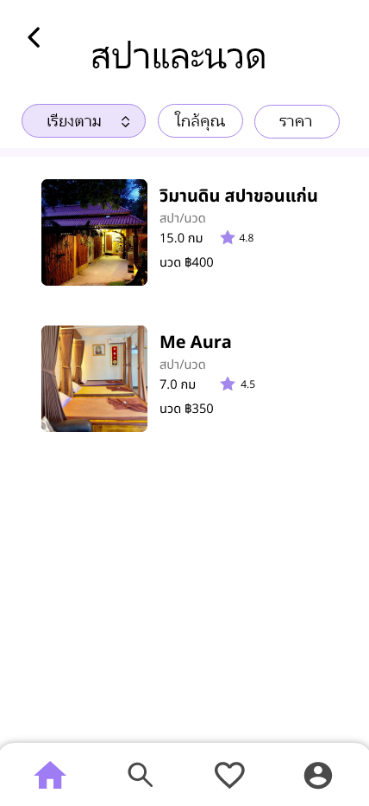 สปาและนวด
เรียงตาม
ใกล้คุณ
ราคา
วิมานดิน สปาขอนแก่น
สปา/นวด
15.0 กม
4.8
นวด ฿400
Me Aura
สปา/นวด
7.0 กม
4.5
นวด ฿350